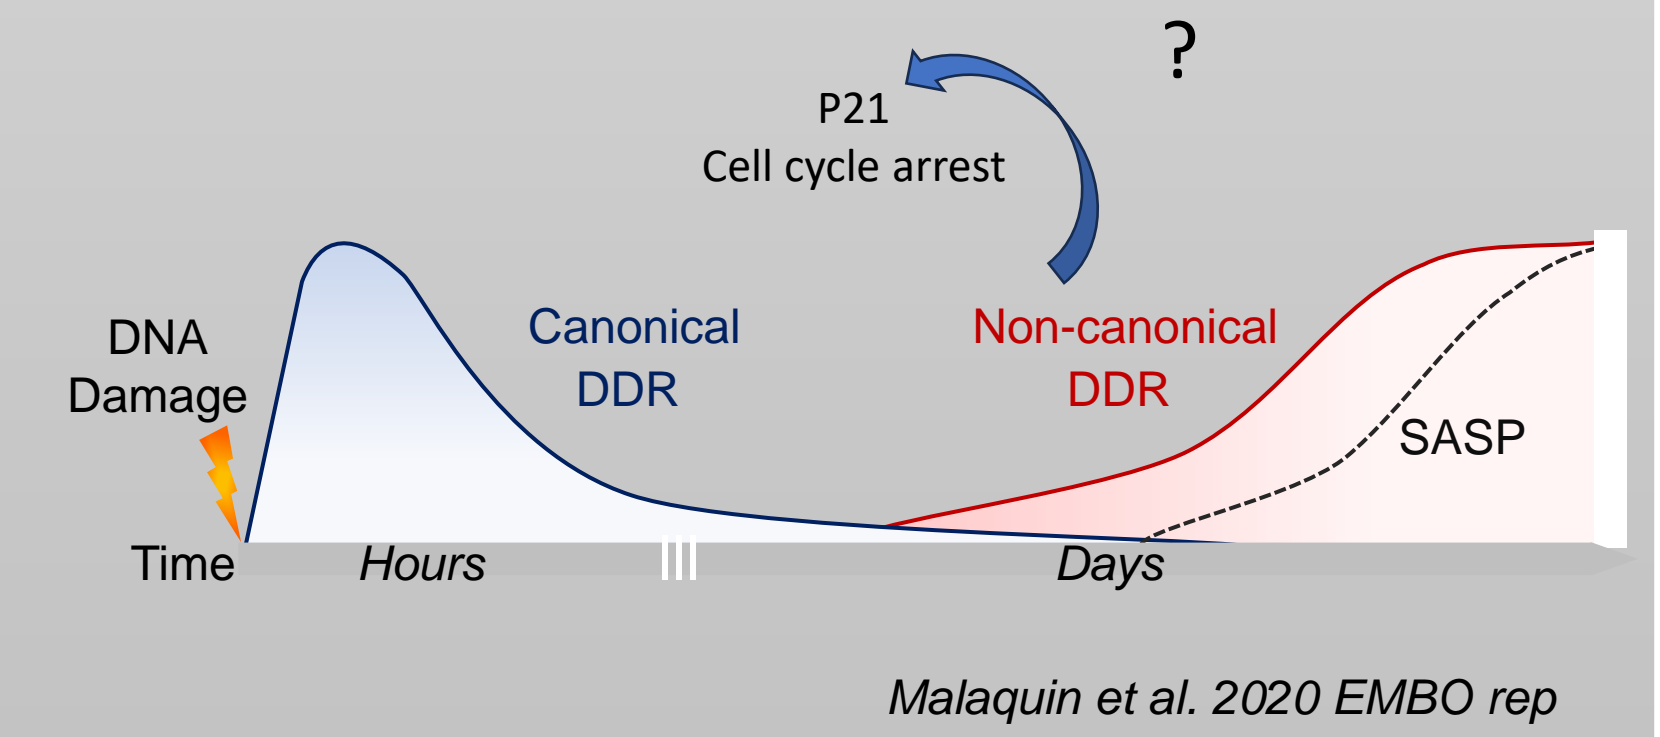 ?
P21
Cell cycle arrest
DNA
Damage
Canonical
DDR
Non-canonical
DDR
SASP
Time
Hours
Days
Malaquin et al. 2020 EMBO rep